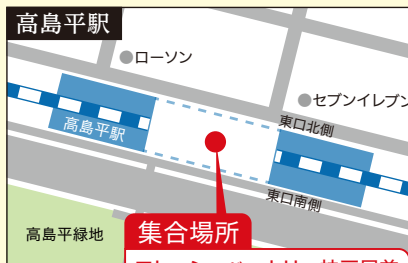 高島平駅
ローソン
セブンイレブン
高島平駅
東口北側
東口南側
高島平緑地
集合場所